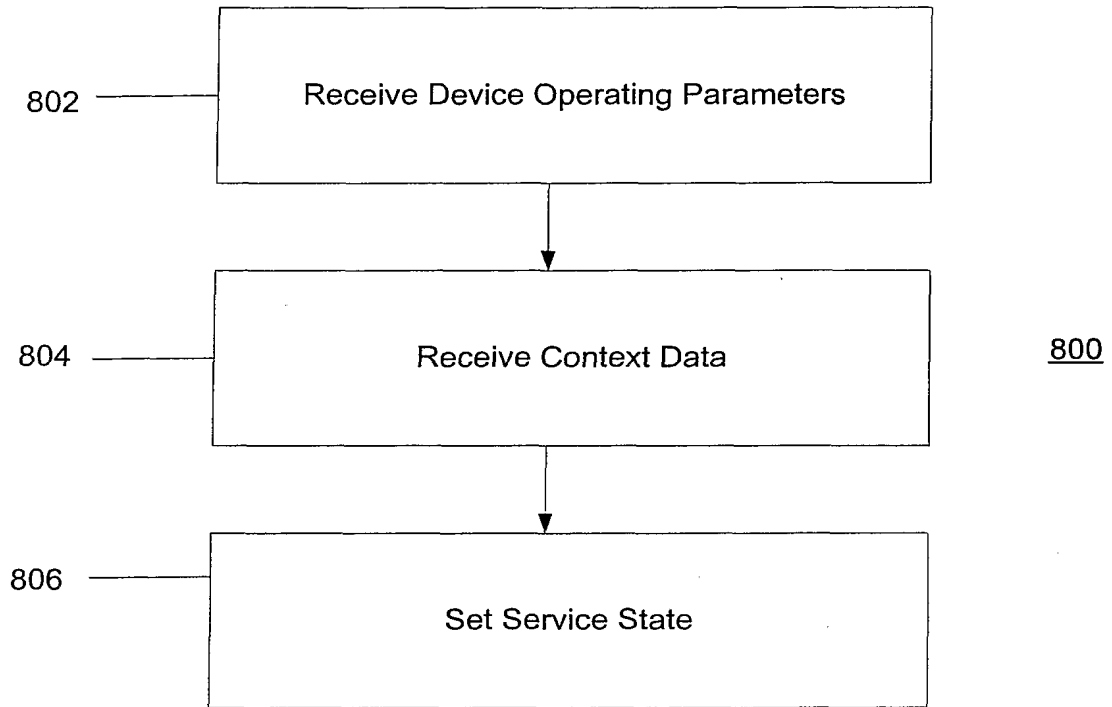 802
Receive Device Operating Parameters
804
Receive Context Data
800
806
Set Service State